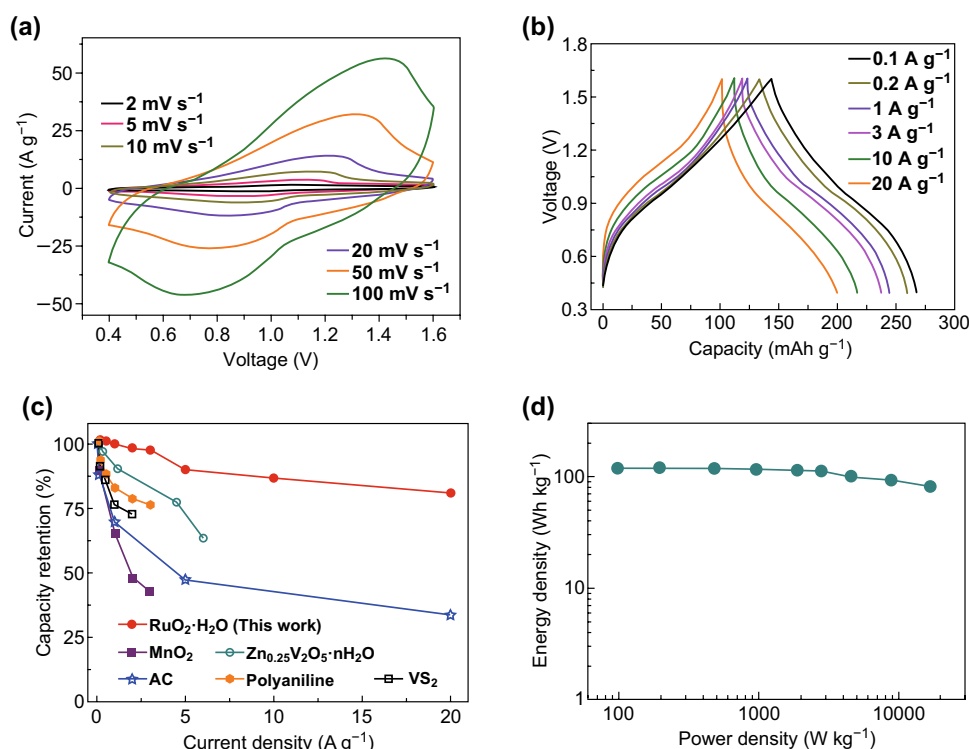 (a)
50
25
0
−25
−50
Current (A g⁻¹)
2 mV s⁻¹
5 mV s⁻¹
10 mV s⁻¹
20 mV s⁻¹
50 mV s⁻¹
100 mV s⁻¹
0.4 0.6 0.8 1.0 1.2 1.4 1.6
Voltage (V)
(b)
1.8
1.5
1.2
0.9
0.6
0.3
Voltage (V)
0.1 A g⁻¹
0.2 A g⁻¹
1 A g⁻¹
3 A g⁻¹
10 A g⁻¹
20 A g⁻¹
0 50 100 150 200 250 300
Capacity (mAh g⁻¹)
(c)
100
75
50
25
0
Capacity retention (%)
RuO₂·H₂O (This work)
MnO₂ Zn₀.₂₅V₂O₅·nH₂O
AC Polyaniline VS₂
0 5 10 15 20
Current density (A g⁻¹)
(d)
1000
100
10
1
Energy density (Wh kg⁻¹)
100 1000 10000
Power density (W kg⁻¹)